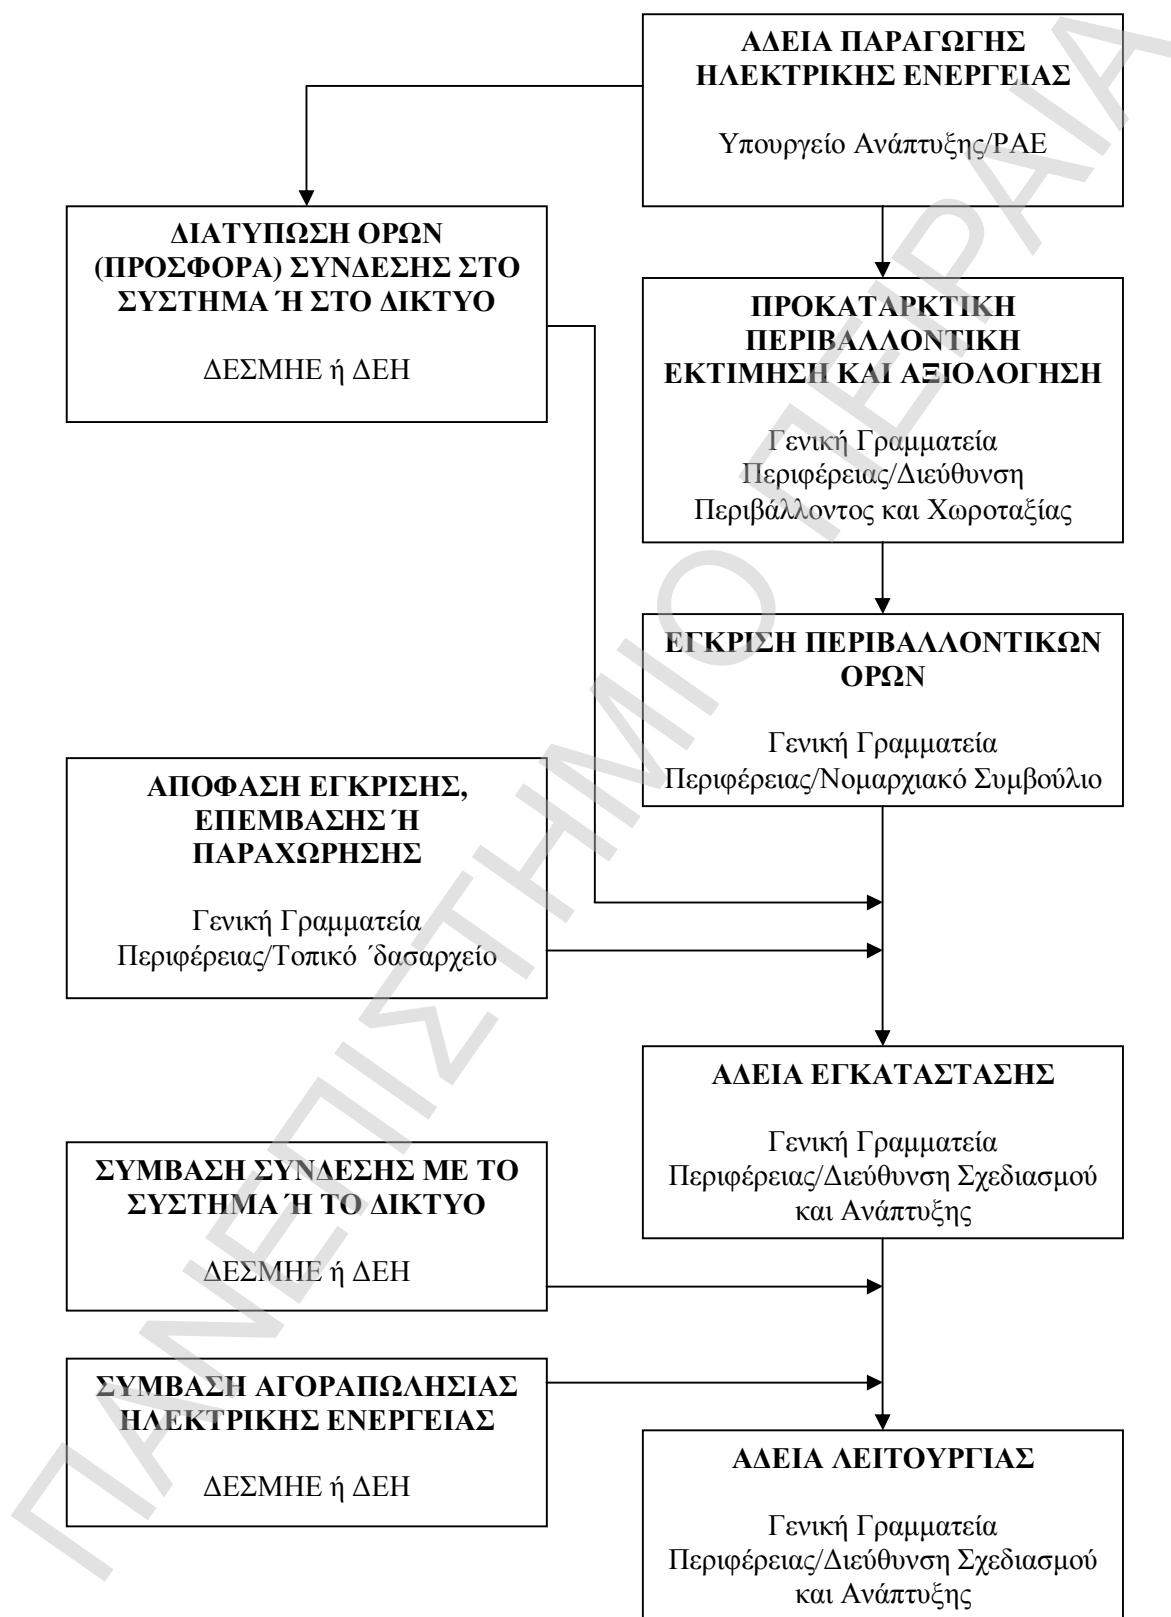 ΑΔΕΙΑ ΠΑΡΑΓΩΓΗΣ
ΗΛΕΚΤΡΙΚΗΣ ΕΝΕΡΓΕΙΑΣ
Υπουργείο Ανάπτυξης/ΡΑΕ
ΔΙΑΤΥΠΩΣΗ ΟΡΩΝ
(ΠΡΟΣΦΟΡΑ) ΣΥΝΔΕΣΗΣ ΣΤΟ
ΣΥΣΤΗΜΑ Ή ΣΤΟ ΔΙΚΤΥΟ
ΔΕΣΜΗΕ ή ΔΕΗ
ΠΡΟΚΑΤΑΡΚΤΙΚΗ
ΠΕΡΙΒΑΛΛΟΝΤΙΚΗ
ΕΚΤΙΜΗΣΗ ΚΑΙ ΑΞΙΟΛΟΓΗΣΗ
Γενική Γραμματεία
Περιφέρειας/Διεύθυνση
Περιβάλλοντος και Χωροταξίας
ΕΓΚΡΙΣΗ ΠΕΡΙΒΑΛΛΟΝΤΙΚΩΝ
ΟΡΩΝ
Γενική Γραμματεία
Περιφέρειας/Νομαρχιακό Συμβούλιο
ΑΠΟΦΑΣΗ ΕΓΚΡΙΣΗΣ,
ΕΠΕΜΒΑΣΗΣ Ή
ΠΑΡΑΧΩΡΗΣΗΣ
Γενική Γραμματεία
Περιφέρειας/Τοπικό ΄δασαρχείο
ΑΔΕΙΑ ΕΓΚΑΤΑΣΤΑΣΗΣ
Γενική Γραμματεία
Περιφέρειας/Διεύθυνση Σχεδιασμού
και Ανάπτυξης
ΣΥΜΒΑΣΗ ΣΥΝΔΕΣΗΣ ΜΕ ΤΟ
ΣΥΣΤΗΜΑ Ή ΤΟ ΔΙΚΤΥΟ
ΔΕΣΜΗΕ ή ΔΕΗ
ΣΥΜΒΑΣΗ ΑΓΟΡΑΠΩΛΗΣΙΑΣ
ΗΛΕΚΤΡΙΚΗΣ ΕΝΕΡΓΕΙΑΣ
ΔΕΣΜΗΕ ή ΔΕΗ
ΑΔΕΙΑ ΛΕΙΤΟΥΡΓΙΑΣ
Γενική Γραμματεία
Περιφέρειας/Διεύθυνση Σχεδιασμού
και Ανάπτυξης
ΠΑΝΕΠΙΣΤΗΜΙΟ ΠΕΙΡΑΙΑ